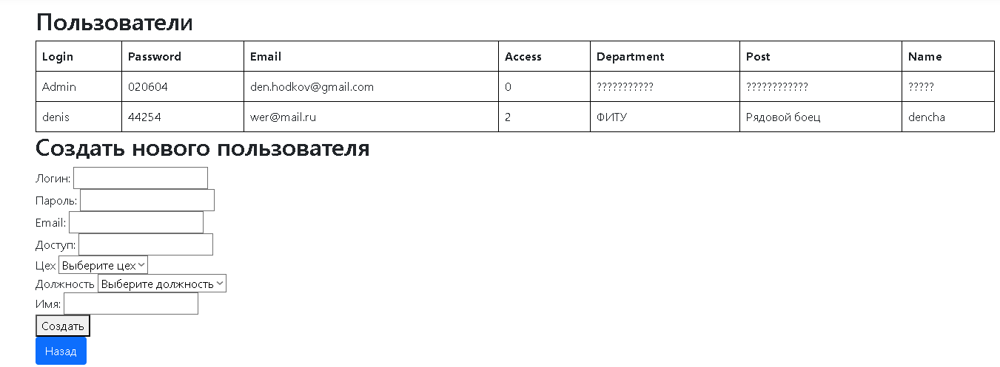 Пользователи
Login Password Email Access Department Post Name
Admin 020604 den.hodkov@gmail.com 0 ??????????? ???????????? ?????
denis 44254 wer@mail.ru 2 ФИТУ Рядовой боец dencha
Создать нового пользователя
Логин:
Пароль:
Email:
Доступ:
Цех Выберите цех
Должность Выберите должность
Имя:
Создать
Назад